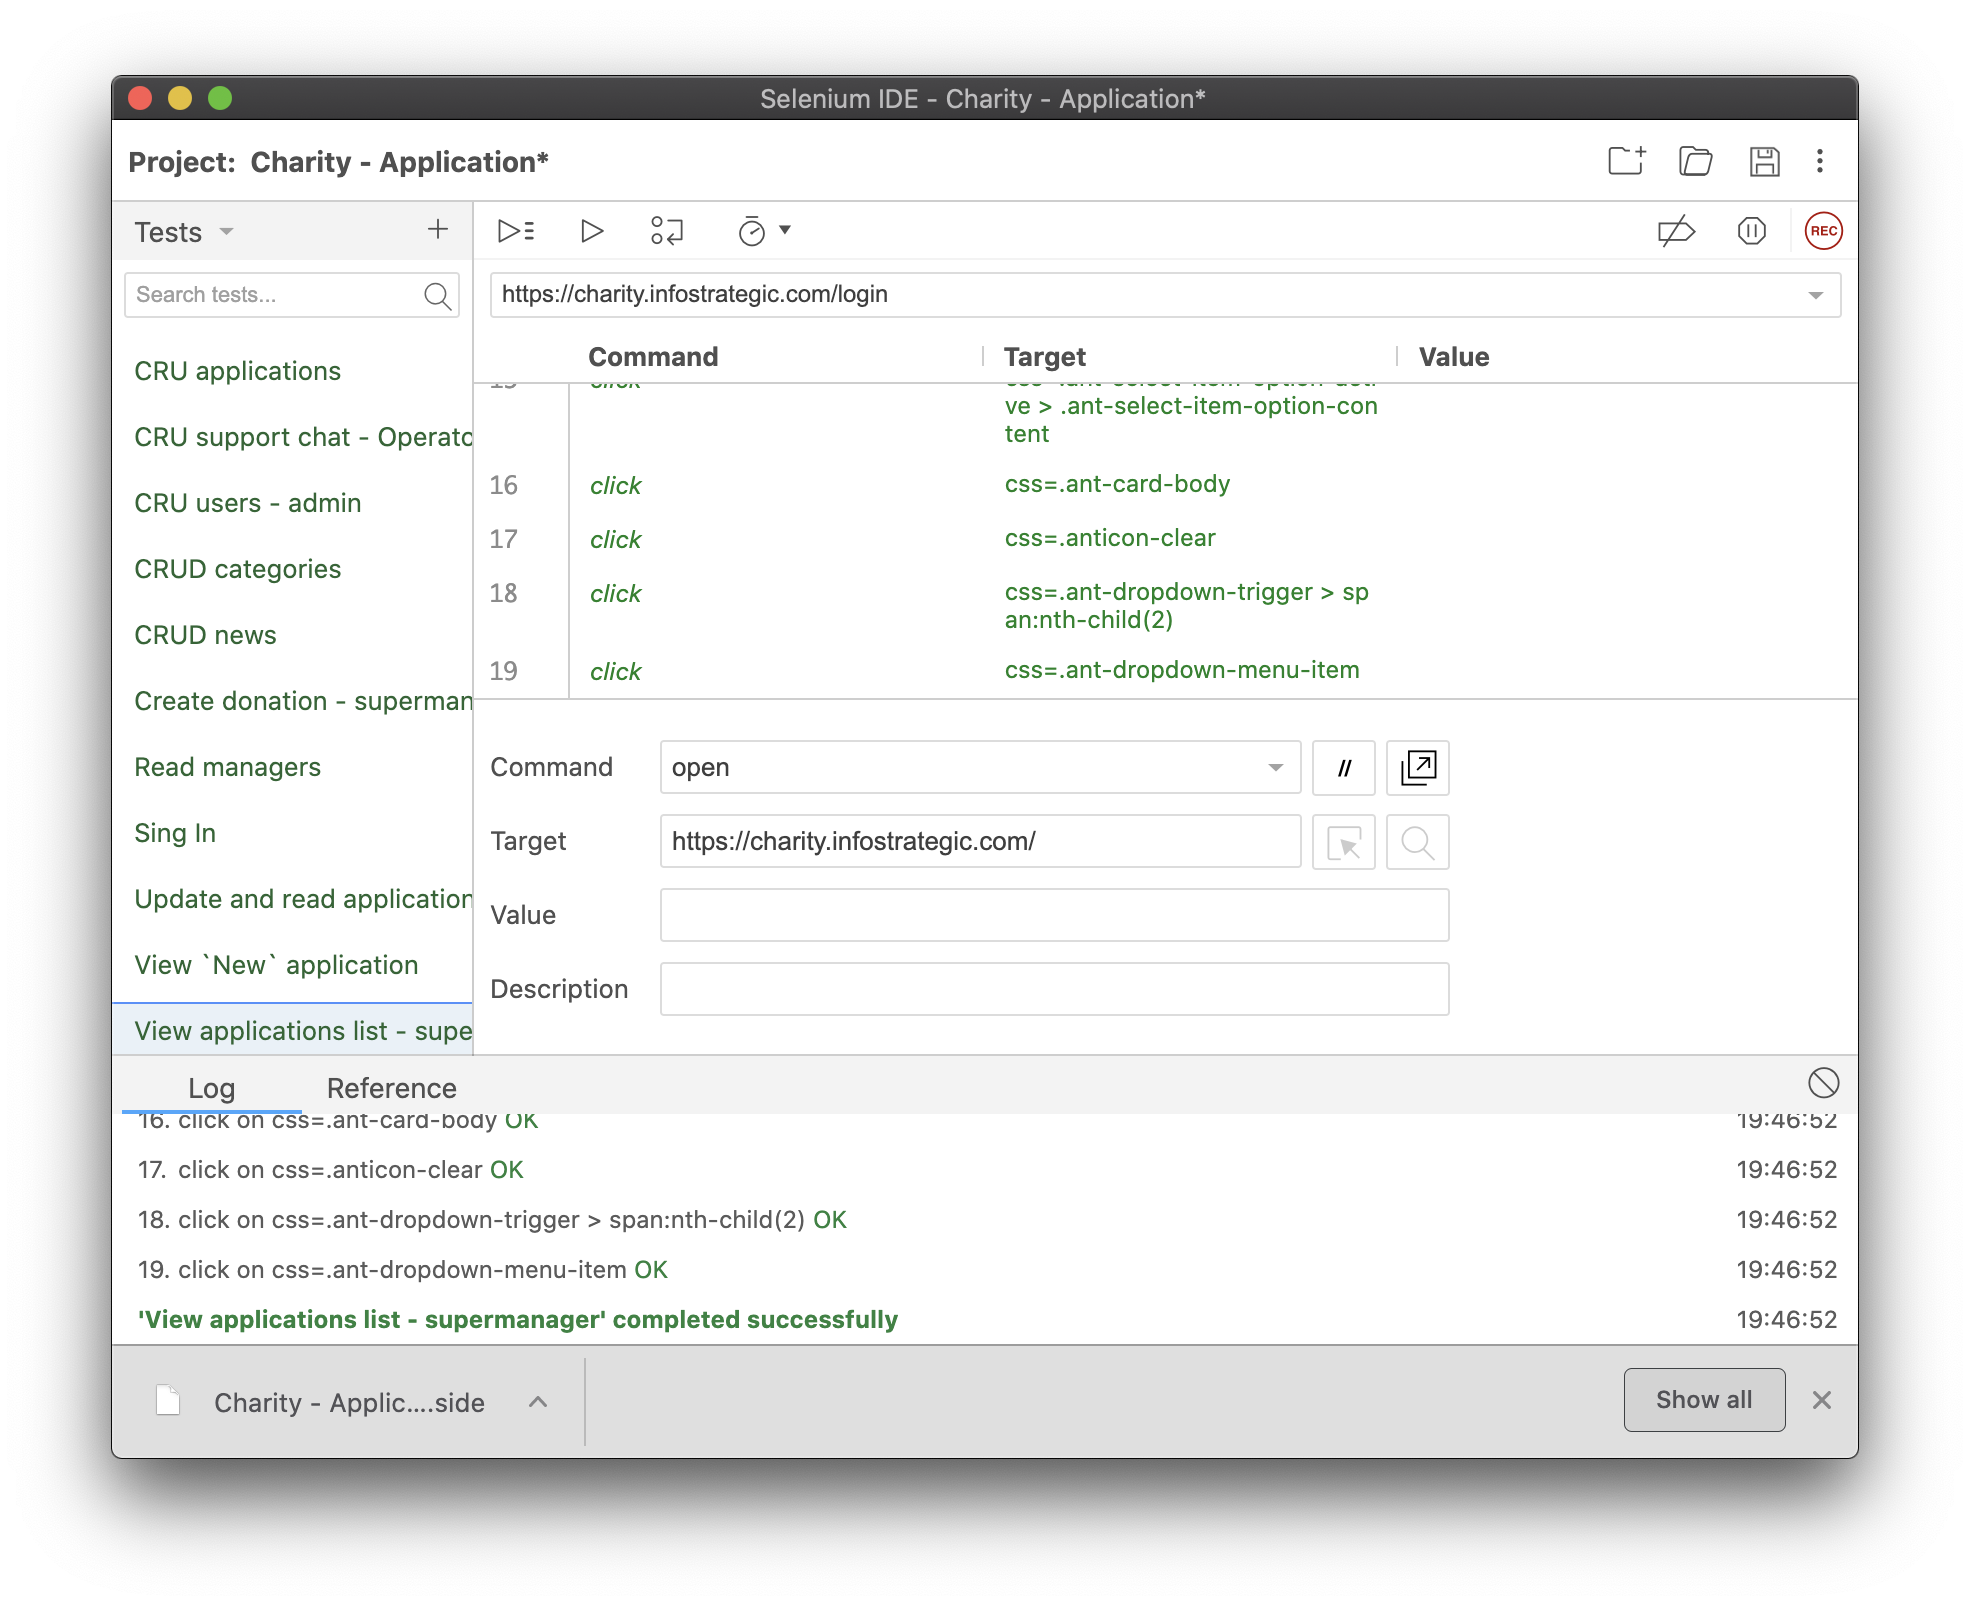 Selenium IDE - Charity - Application*
Project: Charity - Application*
Tests
REC
Search tests...
https://charity.infostrategic.com/login
Command Target Value
CRU applications
CRU support chat - Operato
CRU users - admin
CRUD categories
CRUD news
Create donation - superman
Read managers
Sing In
Update and read application
View `New` application
View applications list - supe
ve > .ant-select-item-option-con
tent
16 click css=.ant-card-body
17 click css=.anticon-clear
18 click css=.ant-dropdown-trigger > sp
an:nth-child(2)
19 click css=.ant-dropdown-menu-item
Command open //
Target https://charity.infostrategic.com/
Value
Description
Log Reference
16. click on css=.ant-card-body OK 19:46:52
17. click on css=.anticon-clear OK 19:46:52
18. click on css=.ant-dropdown-trigger > span:nth-child(2) OK 19:46:52
19. click on css=.ant-dropdown-menu-item OK 19:46:52
'View applications list - supermanager' completed successfully 19:46:52
Charity - Applic....side
Show all